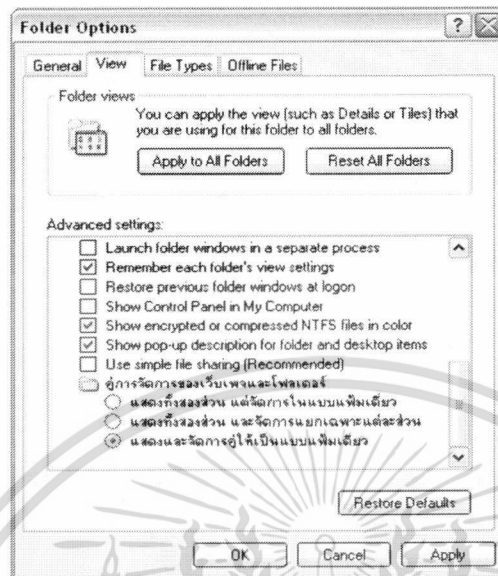 Folder Options
General View File Types Offline Files
Folder views
You can apply the view (such as Details or Tiles) that
you are using for this folder to all folders.
Apply to All Folders Reset All Folders
Advanced settings:
Launch folder windows in a separate process
Remember each folder's view settings
Restore previous folder windows at logon
Show Control Panel in My Computer
Show encrypted or compressed NTFS files in color
Show pop-up description for folder and desktop items
Use simple file sharing (Recommended)
คู่การจัดการของเว็บเพจและโฟลเดอร์
แสดงทั้งสองส่วน แต่จัดการในแบบแฟ้มเดียว
แสดงทั้งสองส่วน และจัดการแยกเฉพาะแต่ละส่วน
แสดงและจัดการคู่ให้เป็นแบบแฟ้มเดียว
Restore Defaults
OK Cancel Apply